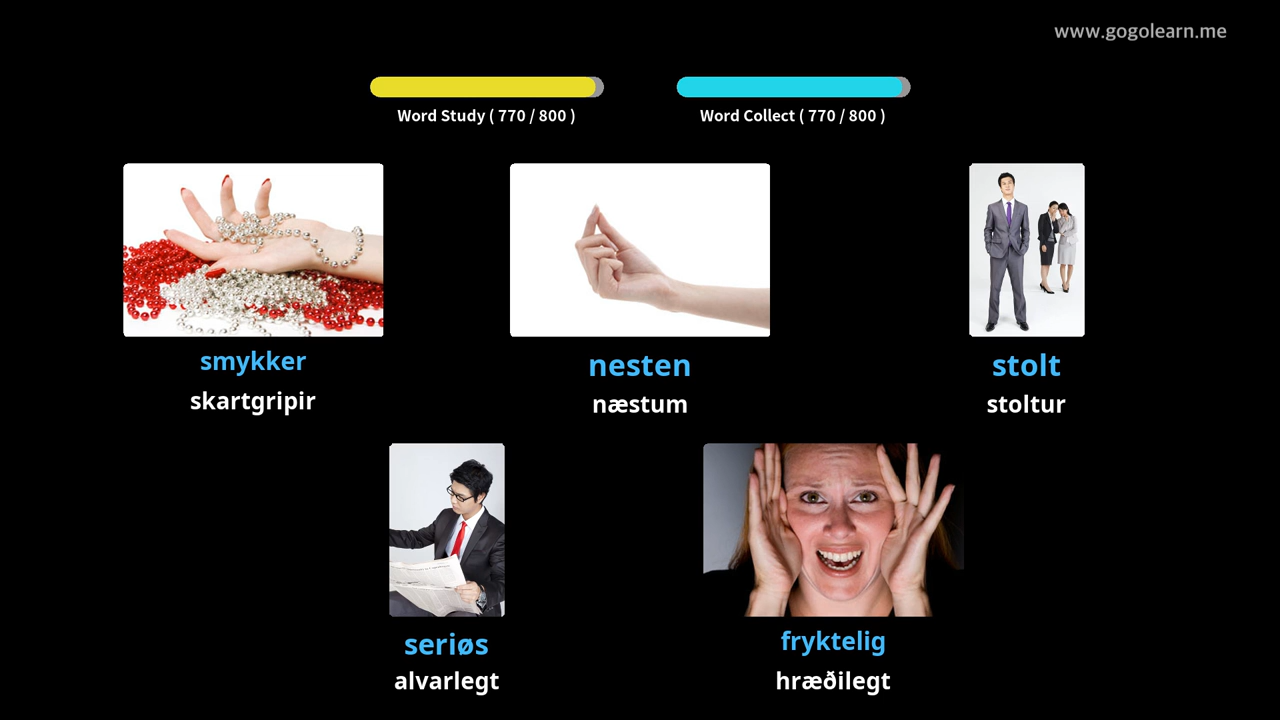 www.gogolearn.me
Word Study ( 770 / 800 )
Word Collect ( 770 / 800 )
smykker
skartgripir
nesten
næstum
stolt
stoltur
seriøs
alvarlegt
fryktelig
hræðilegt